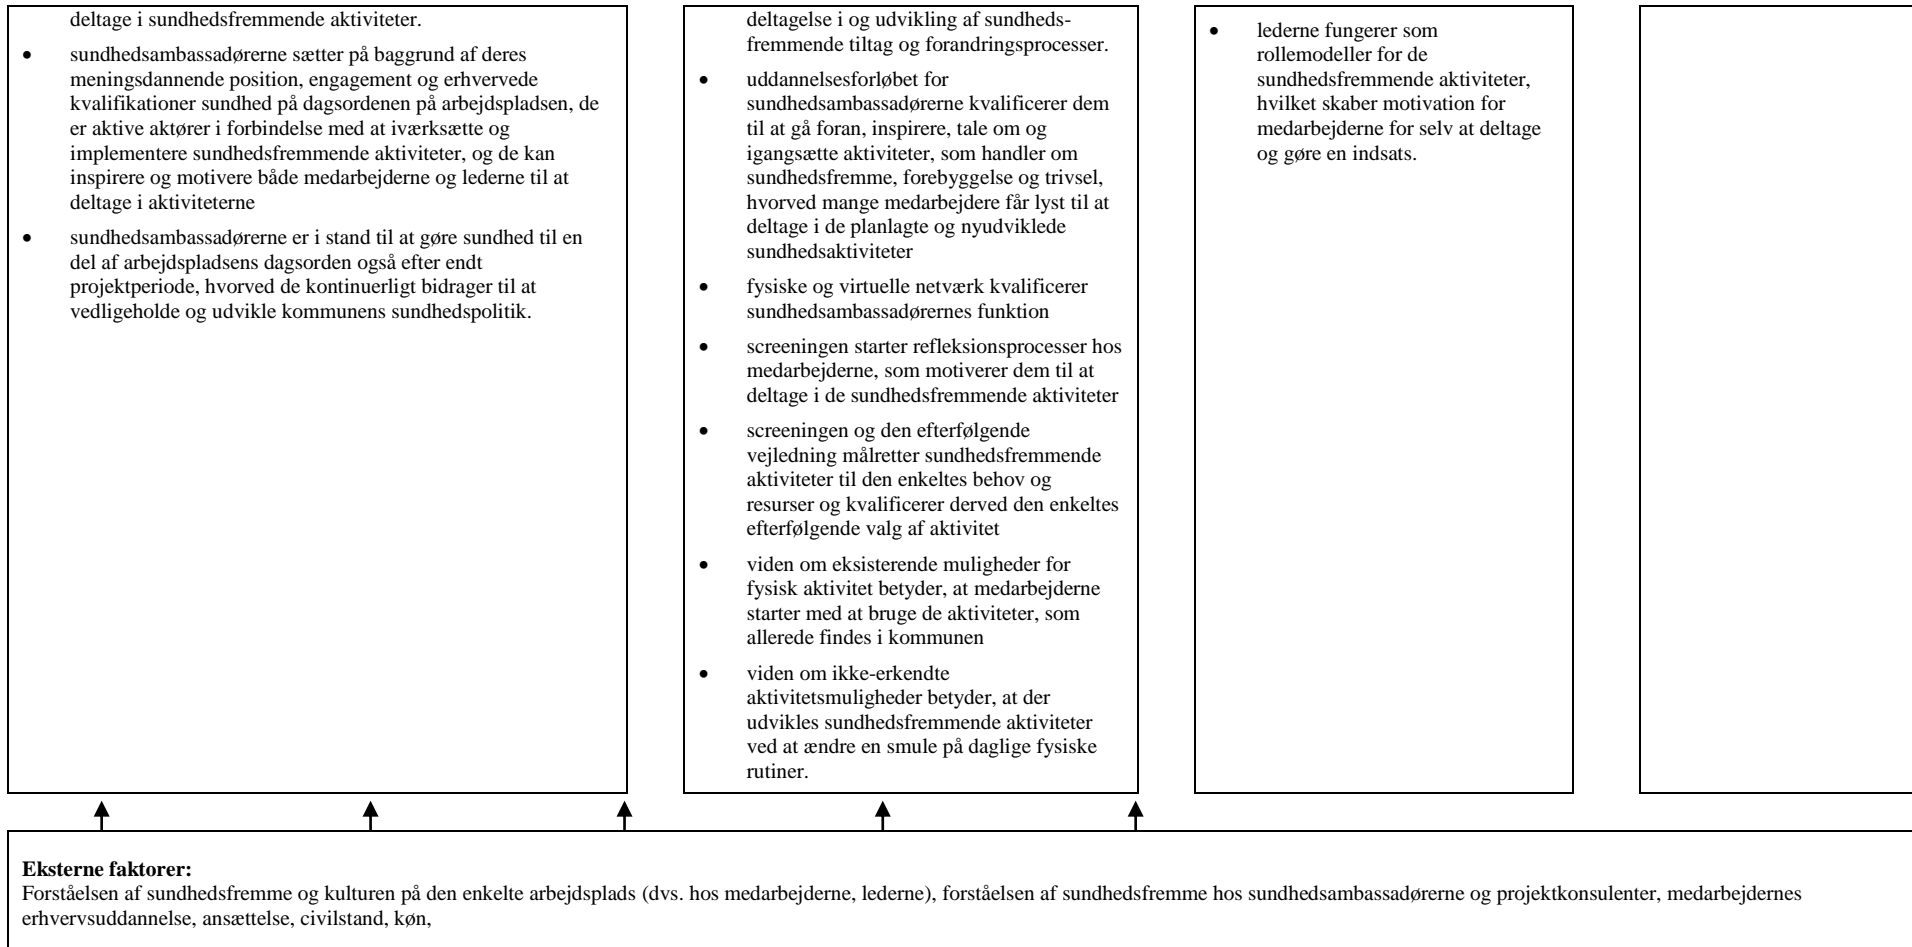 deltage i sundhedsfremmende aktiviteter.
• sundhedsambassadørerne sætter på baggrund af deres
meningsdannende position, engagement og erhvervede
kvalifikationer sundhed på dagsordenen på arbejdspladsen, de
er aktive aktører i forbindelse med at iværksætte og
implementere sundhedsfremmende aktiviteter, og de kan
inspirere og motivere både medarbejderne og lederne til at
deltage i aktiviteterne
• sundhedsambassadørerne er i stand til at gøre sundhed til en
del af arbejdspladsens dagsorden også efter endt
projektperiode, hvorved de kontinuerligt bidrager til at
vedligeholde og udvikle kommunens sundhedspolitik.
deltagelse i og udvikling af sundheds-
fremmende tiltag og forandringsprocesser.
• uddannelsesforløbet for
sundhedsambassadørerne kvalificerer dem
til at gå foran, inspirere, tale om og
igangsætte aktiviteter, som handler om
sundhedsfremme, forebyggelse og trivsel,
hvorved mange medarbejdere får lyst til at
deltage i de planlagte og nyudviklede
sundhedsaktiviteter
• fysiske og virtuelle netværk kvalificerer
sundhedsambassadørernes funktion
• screeningen starter refleksionsprocesser hos
medarbejderne, som motiverer dem til at
deltage i de sundhedsfremmende aktiviteter
• screeningen og den efterfølgende
vejledning målretter sundhedsfremmende
aktiviteter til den enkeltes behov og
resurser og kvalificerer derved den enkeltes
efterfølgende valg af aktivitet
• viden om eksisterende muligheder for
fysisk aktivitet betyder, at medarbejderne
starter med at bruge de aktiviteter, som
allerede findes i kommunen
• viden om ikke-erkendte
aktivitetsmuligheder betyder, at der
udvikles sundhedsfremmende aktiviteter
ved at ændre en smule på daglige fysiske
rutiner.
• lederne fungerer som
rollemodeller for de
sundhedsfremmende aktiviteter,
hvilket skaber motivation for
medarbejderne for selv at deltage
og gøre en indsats.
Eksterne faktorer:
Forståelsen af sundhedsfremme og kulturen på den enkelte arbejdsplads (dvs. hos medarbejderne, lederne), forståelsen af sundhedsfremme hos sundhedsambassadørerne og projektkonsulenter, medarbejdernes
erhvervsuddannelse, ansættelse, civilstand, køn,